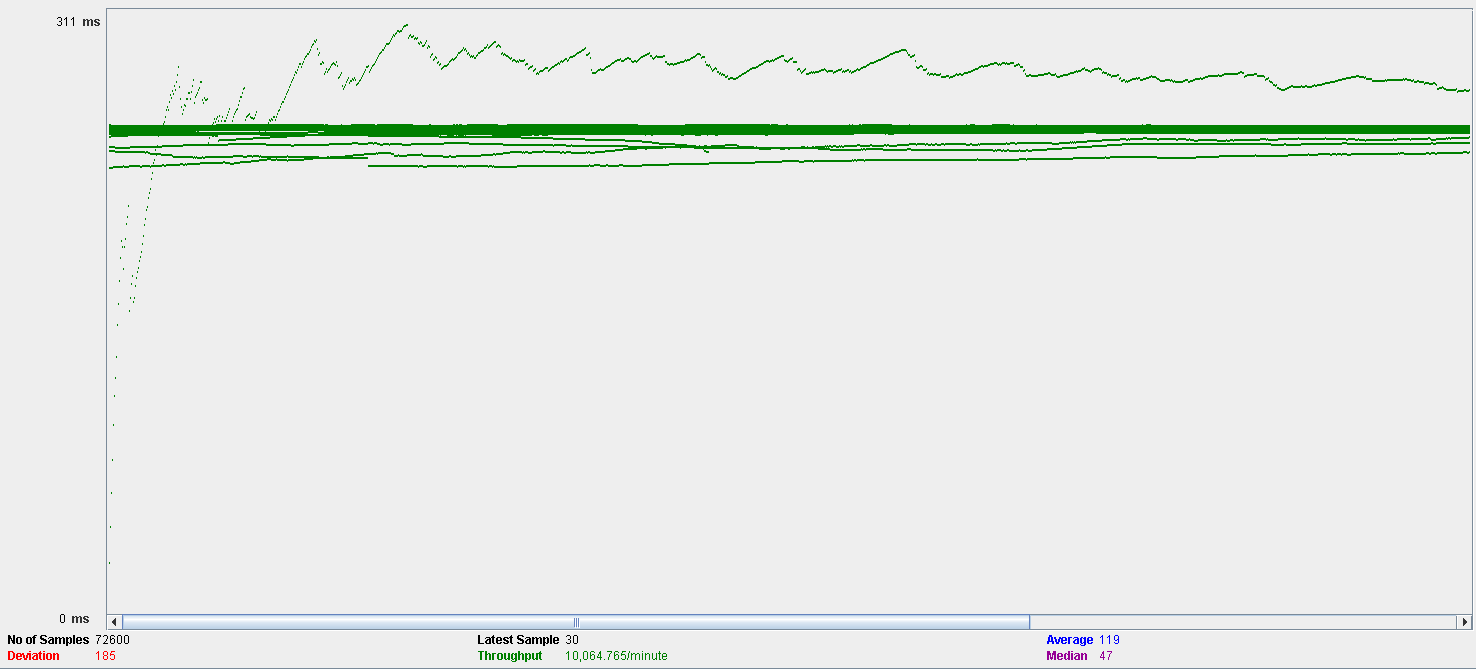 311 ms
0 ms
No of Samples 72600 Latest Sample 30 Average 119
Deviation 185 Throughput 10,064.765/minute Median 47